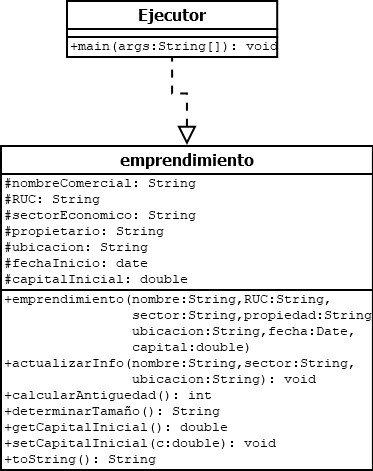 Ejecutor
+main(args:String[]): void
emprendimiento
#nombreComercial: String
#RUC: String
#sectorEconomico: String
#propietario: String
#ubicacion: String
#fechaInicio: date
#capitalInicial: double
+emprendimiento(nombre:String,RUC:String,
sector:String,propiedad:String
ubicacion:String,fecha:Date,
capital:double)
+actualizarInfo(nombre:String,sector:String,
ubicacion:String): void
+calcularAntiguedad(): int
+determinarTamaño(): String
+getCapitalInicial(): double
+setCapitalInicial(c:double): void
+toString(): String